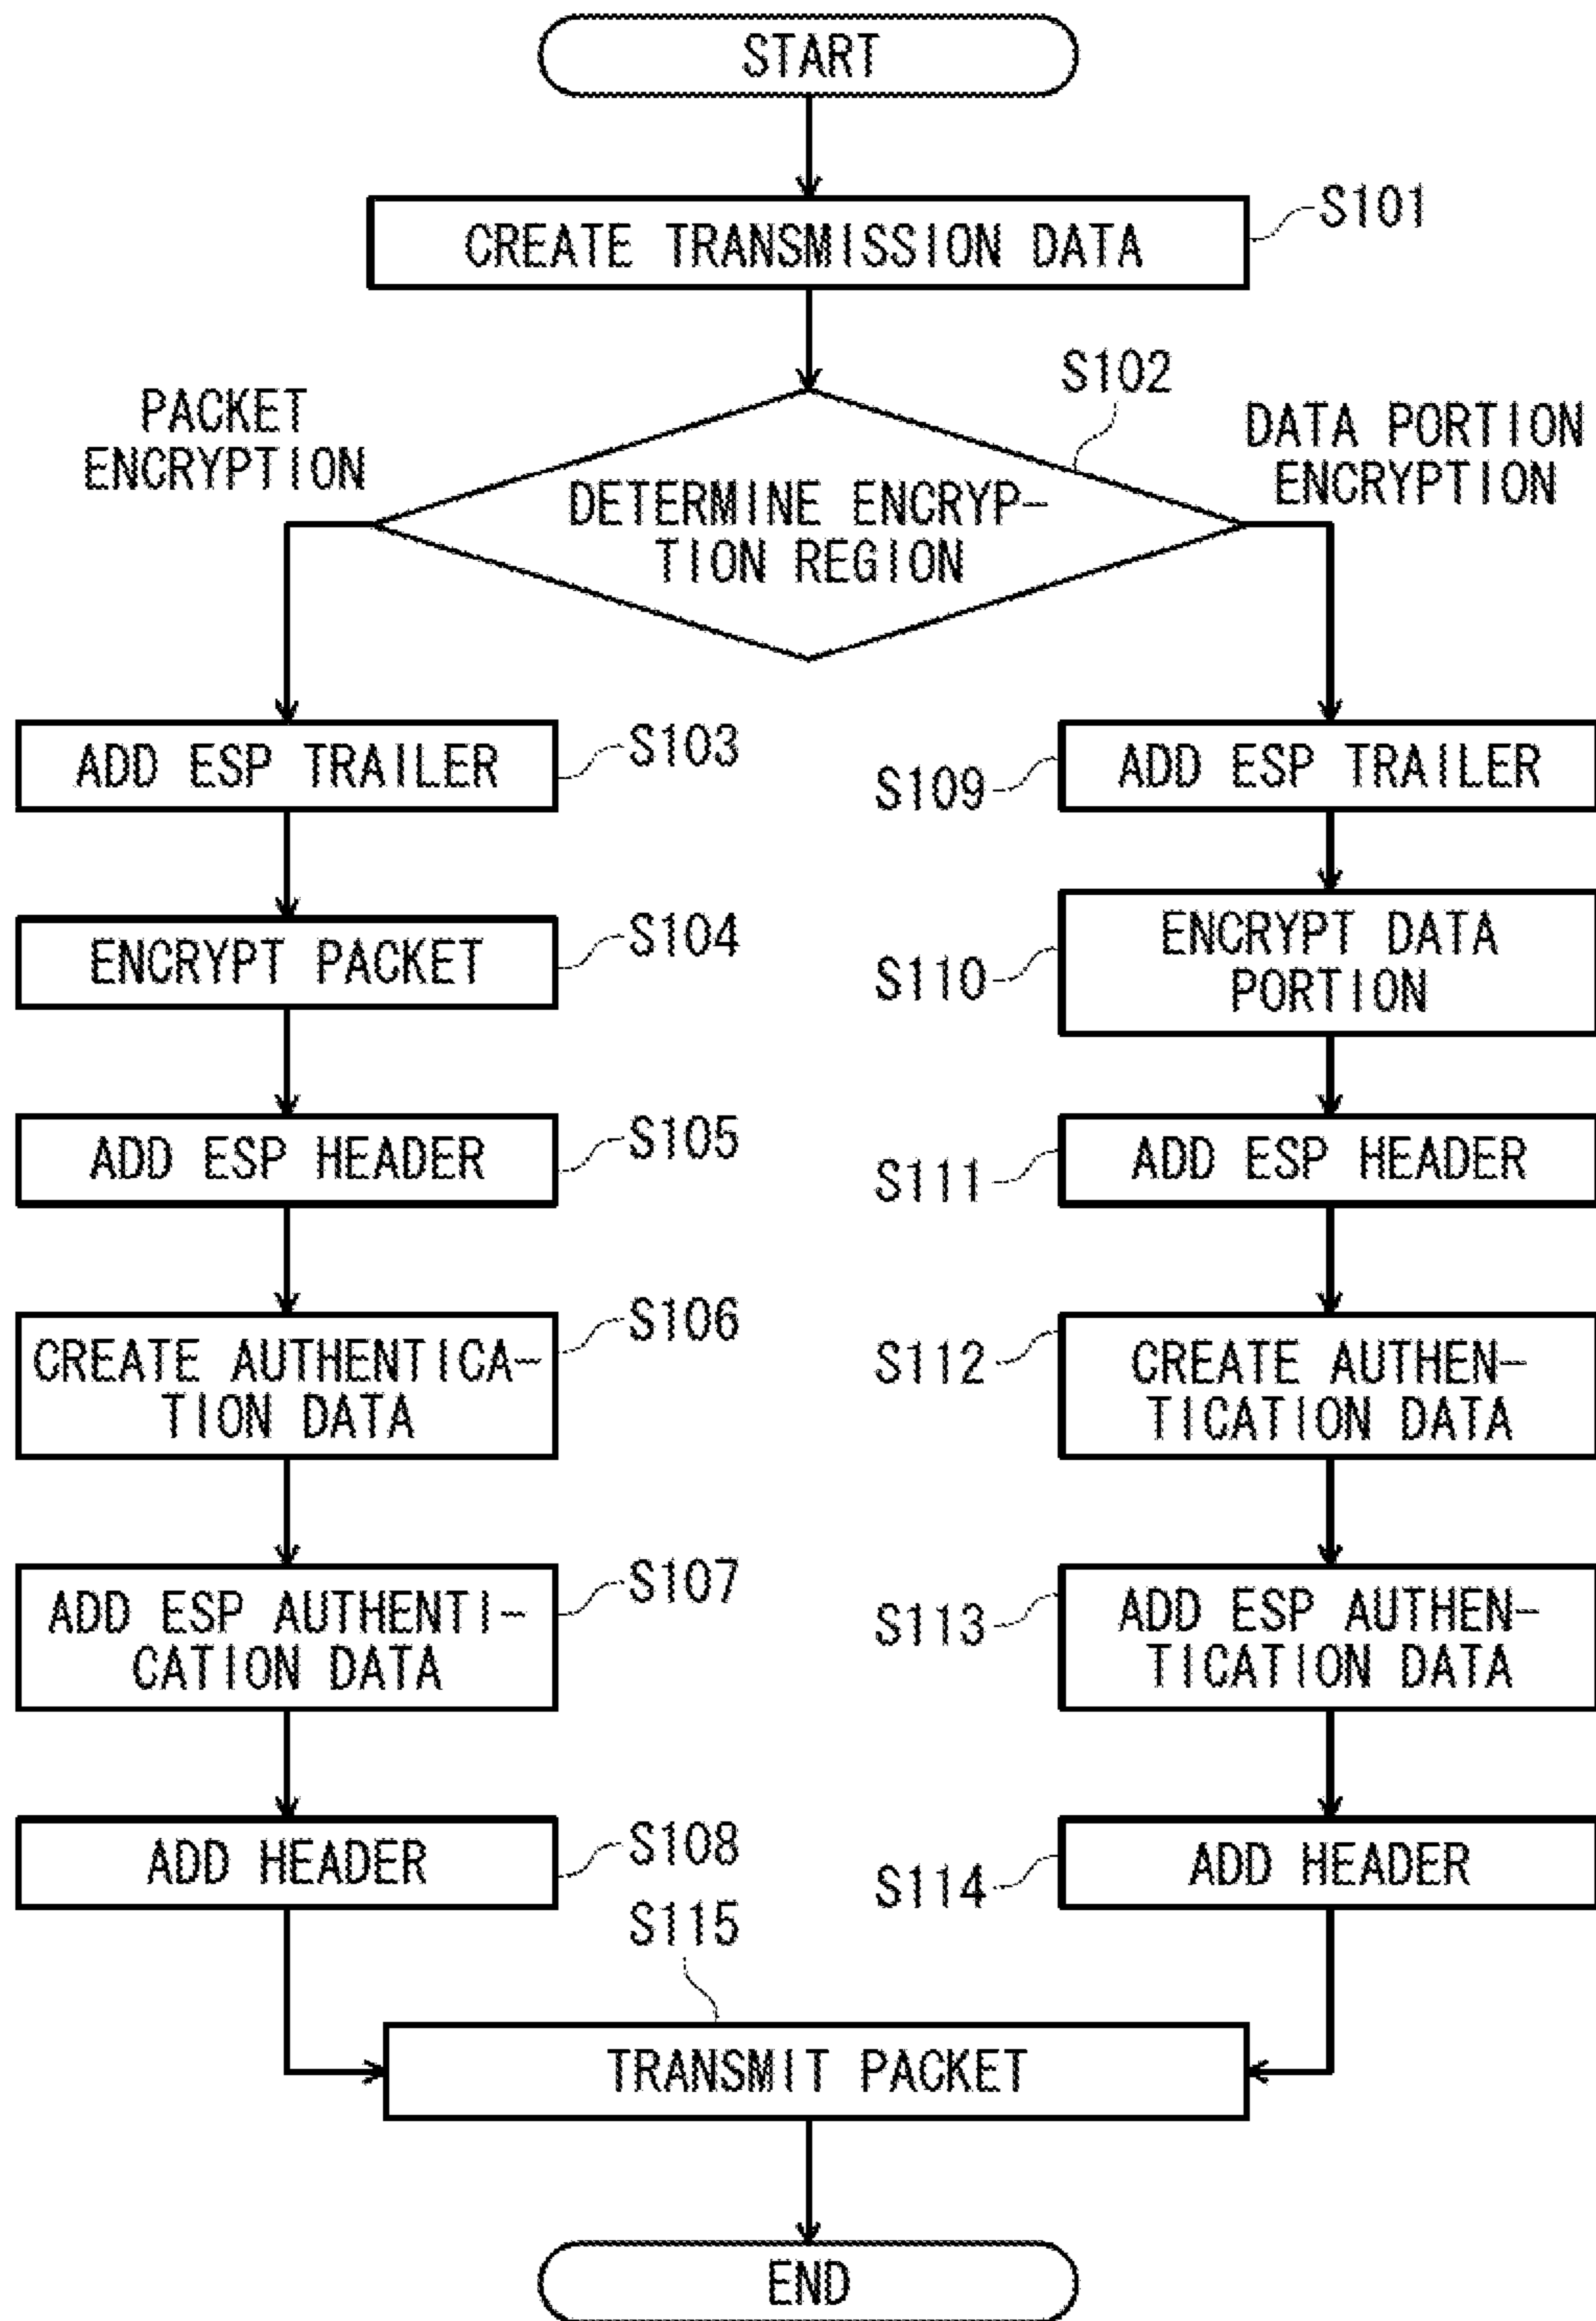 START
CREATE TRANSMISSION DATA
S101
S102
PACKET
ENCRYPTION
DATA PORTION
ENCRYPTION
DETERMINE ENCRYP-
TION REGION
ADD ESP TRAILER
S103
ENCRYPT PACKET
S104
ADD ESP HEADER
S105
CREATE AUTHENTICA-
TION DATA
S106
ADD ESP AUTHENTI-
CATION DATA
S107
ADD HEADER
S108
S109
ADD ESP TRAILER
S110
ENCRYPT DATA
PORTION
S111
ADD ESP HEADER
S112
CREATE AUTHEN-
TICATION DATA
S113
ADD ESP AUTHEN-
TICATION DATA
S114
ADD HEADER
S115
TRANSMIT PACKET
END